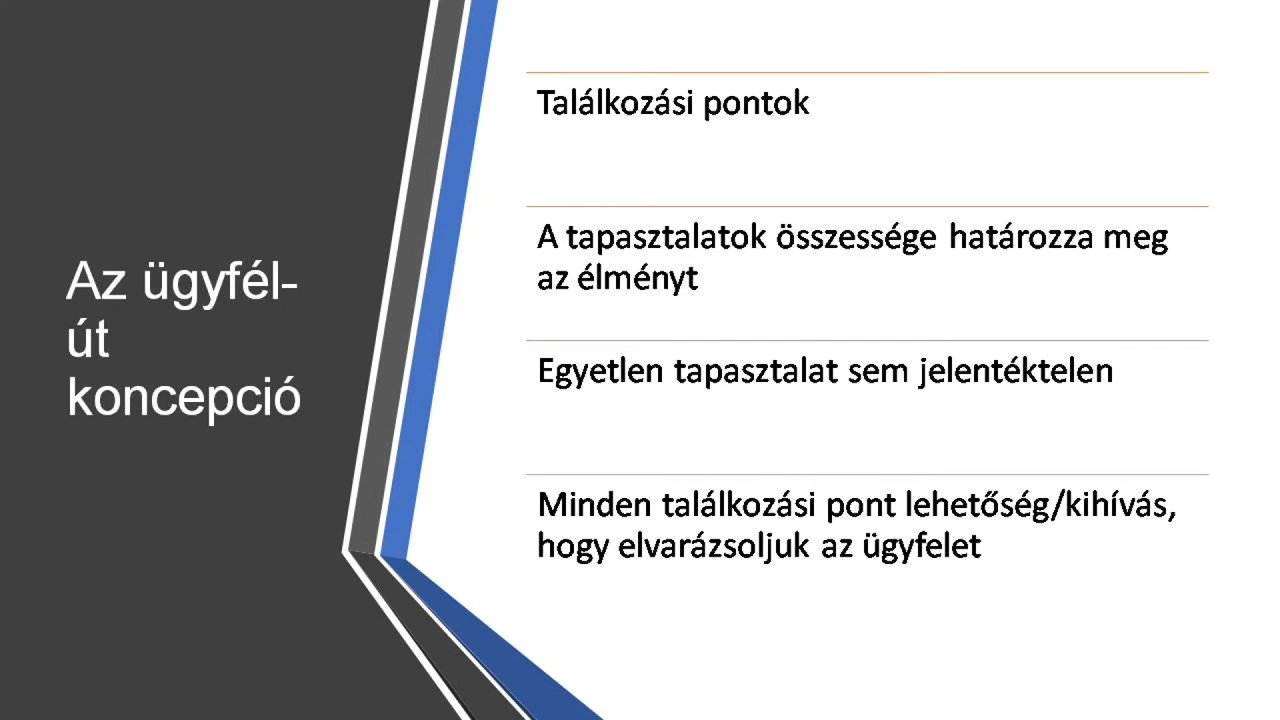 Az ügyfél-
út
koncepció
Találkozási pontok
A tapasztalatok összessége határozza meg
az élményt
Egyetlen tapasztalat sem jelentéktelen
Minden találkozási pont lehetőség/kihívás,
hogy elvarázsoljuk az ügyfelet